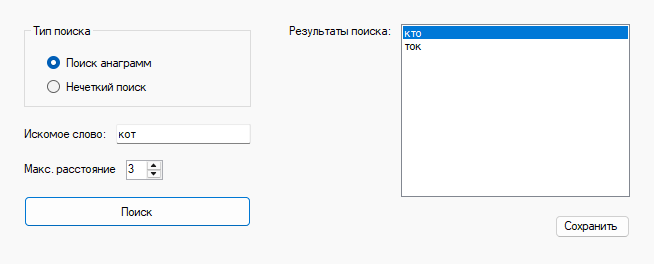 Тип поиска
Поиск анаграмм
Нечеткий поиск
Искомое слово: кот
Макс. расстояние 3
Поиск
Результаты поиска:
кто
ток
Сохранить